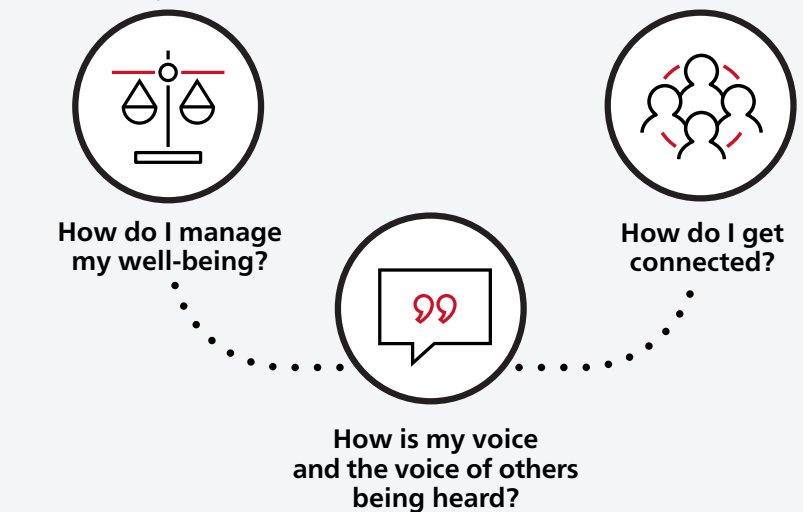 How do I manage
my well-being?
How do I get
connected?
How is my voice
and the voice of others
being heard?